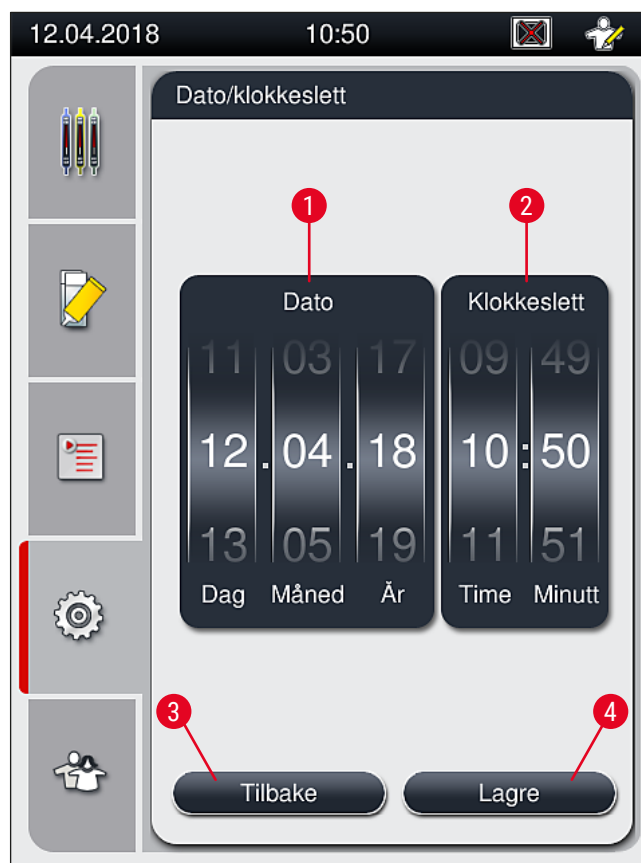 12.04.2018 10:50
Dato/klokkeslett
1 2
Dato Klokkeslett
11 03 17 09 49
12 . 04 . 18 10 : 50
13 05 19 11 51
Dag Måned År Time Minutt
3 4
Tilbake Lagre